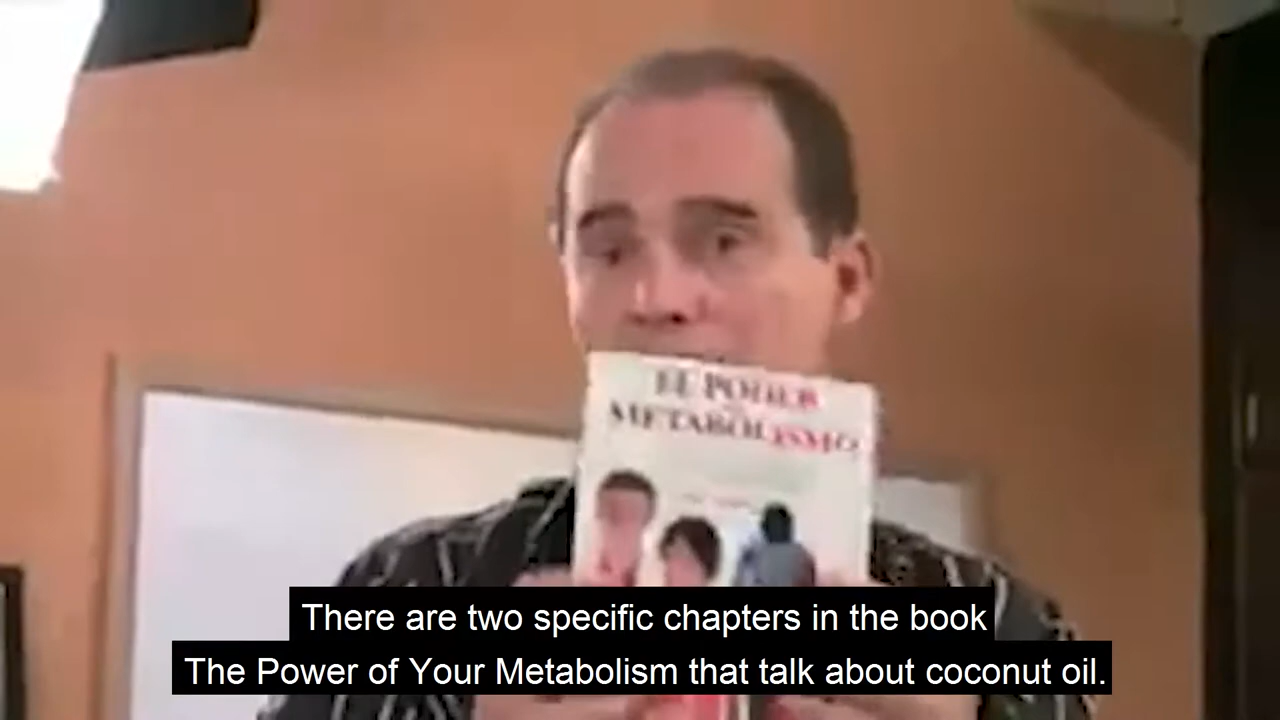 EL PODER
METABOLISMO
There are two specific chapters in the book
The Power of Your Metabolism that talk about coconut oil.